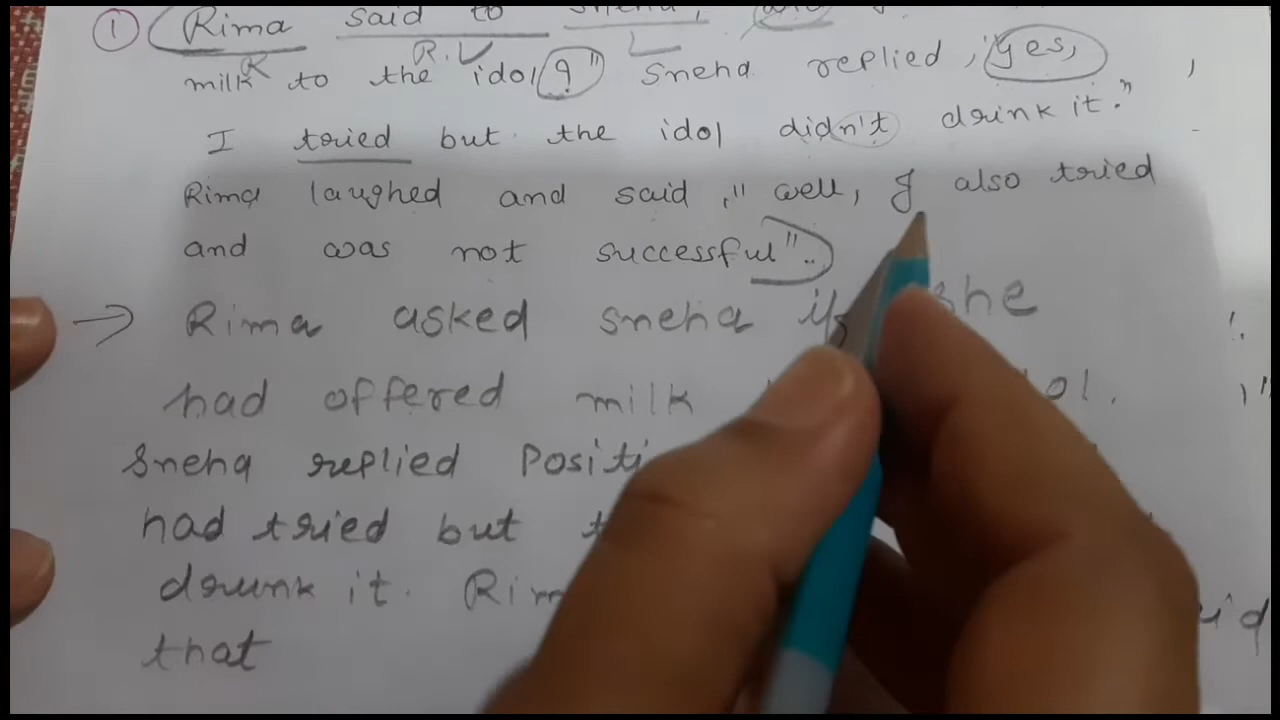 ① Rima said to Sneha,
R R.V L
milk to the idol?" Sneha replied, "Yes,
I tried but the idol didn't drink it."
Rima laughed and said, "well, I also tried
and was not successful"..
→ Rima asked Sneha if she
had offered milk
Sneha replied
had tried but
drunk it.
that